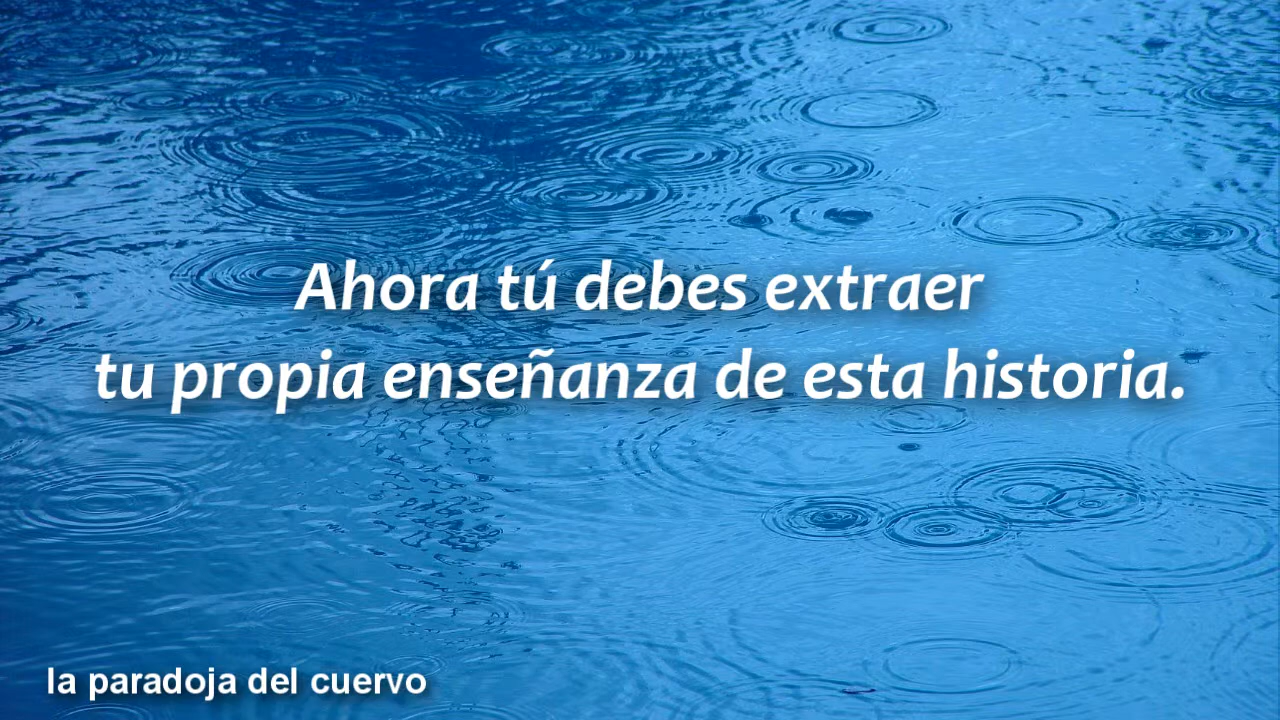 Ahora tú debes extraer
tu propia enseñanza de esta historia.
la paradoja del cuervo